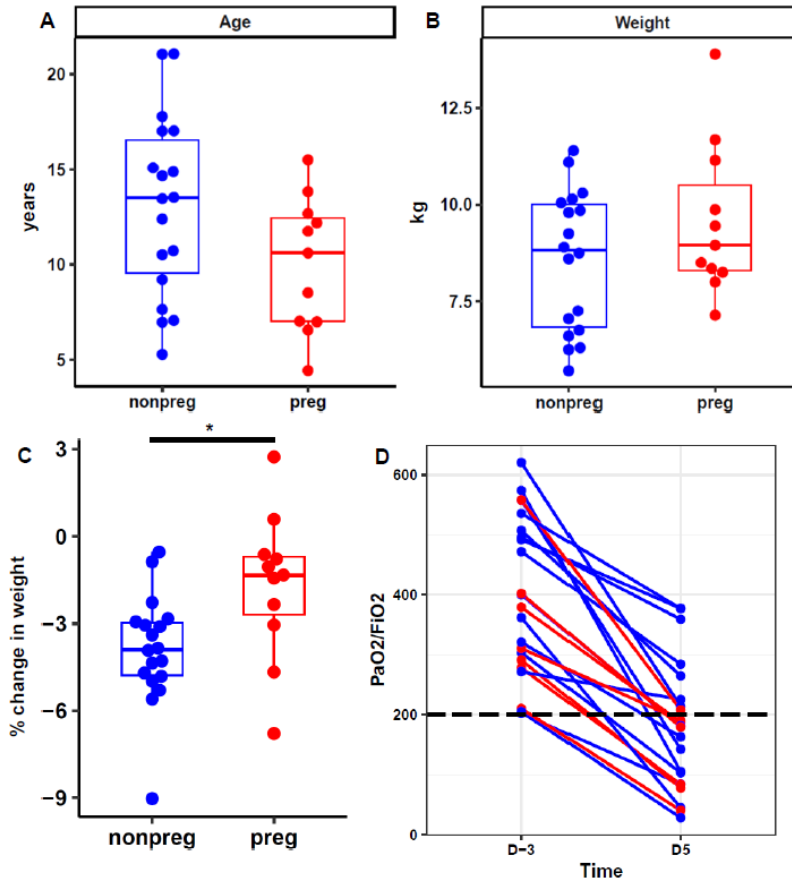 A
Age
years
20
15
10
5
nonpreg
preg
B
Weight
kg
12.5
10.0
7.5
nonpreg
preg
C
*
% change in weight
3
0
−3
−6
−9
nonpreg
preg
D
PaO2/FiO2
600
400
200
0
D−3
D5
Time